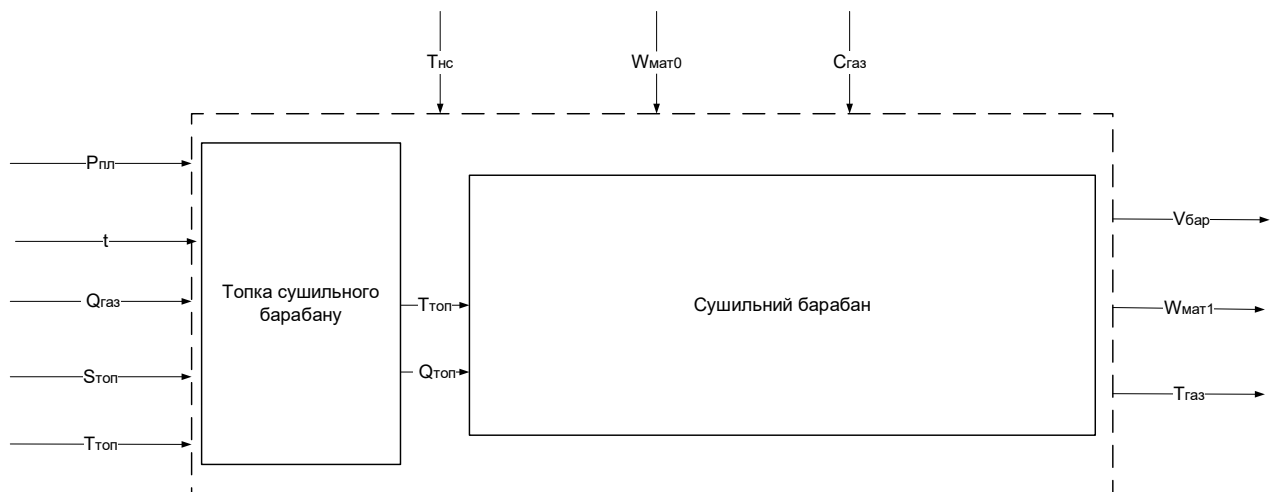 Tнс
Wмат0
Cгаз
Pпл
t
Qгаз
Sтоп
Tтоп
Топка сушильного
барабану
Tтоп
Qтоп
Сушильний барабан
Vбар
Wмат1
Tгаз